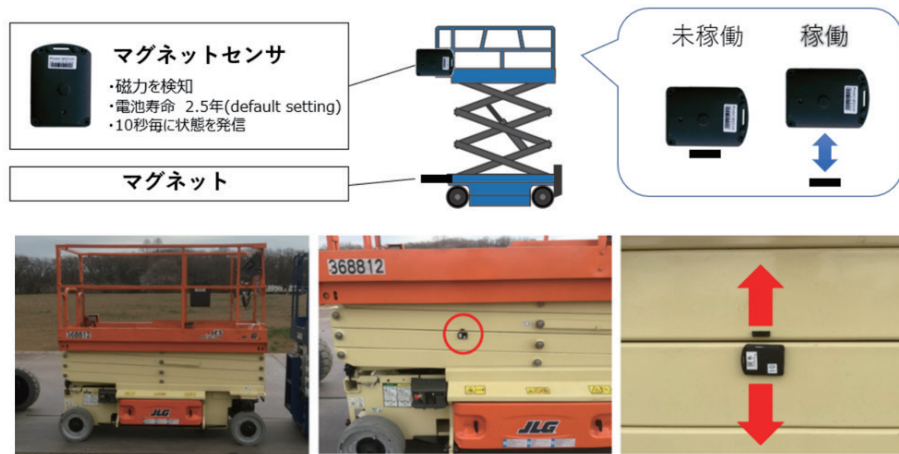 マグネットセンサ
・磁力を検知
・電池寿命 2.5年(default setting)
・10秒毎に状態を発信
マグネット
未稼働
稼働
368812
JLG
368812
JLG